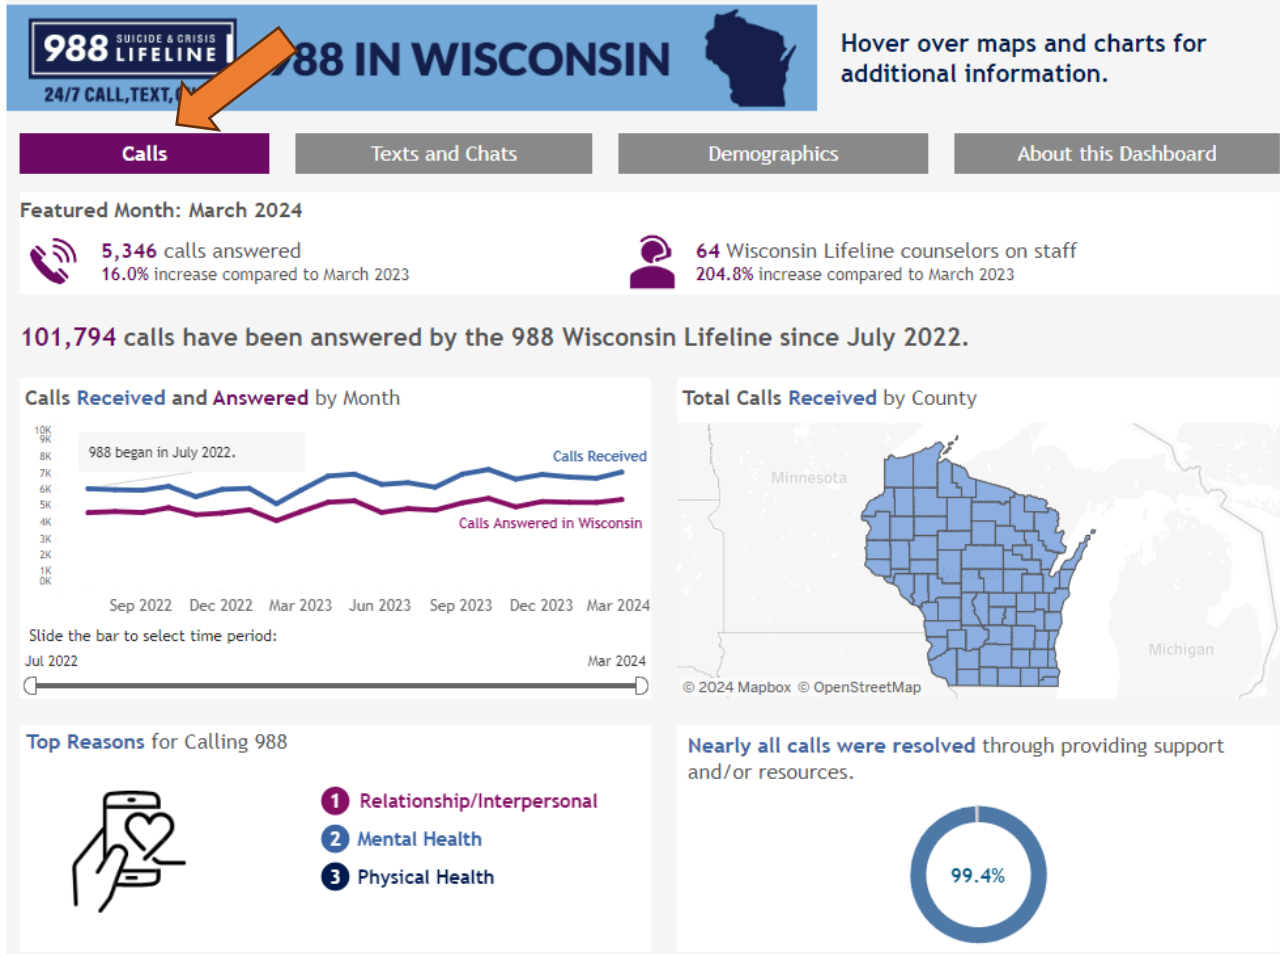 988 SUICIDE & CRISIS
LIFELINE
24/7 CALL, TEXT,
88 IN WISCONSIN
Hover over maps and charts for
additional information.
Calls
Texts and Chats
Demographics
About this Dashboard
Featured Month: March 2024
5,346 calls answered
16.0% increase compared to March 2023
64 Wisconsin Lifeline counselors on staff
204.8% increase compared to March 2023
101,794 calls have been answered by the 988 Wisconsin Lifeline since July 2022.
Calls Received and Answered by Month
10K
9K
8K
7K
6K
5K
4K
3K
2K
1K
0K
988 began in July 2022.
Calls Received
Calls Answered in Wisconsin
Sep 2022 Dec 2022 Mar 2023 Jun 2023 Sep 2023 Dec 2023 Mar 2024
Slide the bar to select time period:
Jul 2022
Mar 2024
Total Calls Received by County
Minnesota
Michigan
© 2024 Mapbox © OpenStreetMap
Top Reasons for Calling 988
1 Relationship/Interpersonal
2 Mental Health
3 Physical Health
Nearly all calls were resolved through providing support
and/or resources.
99.4%